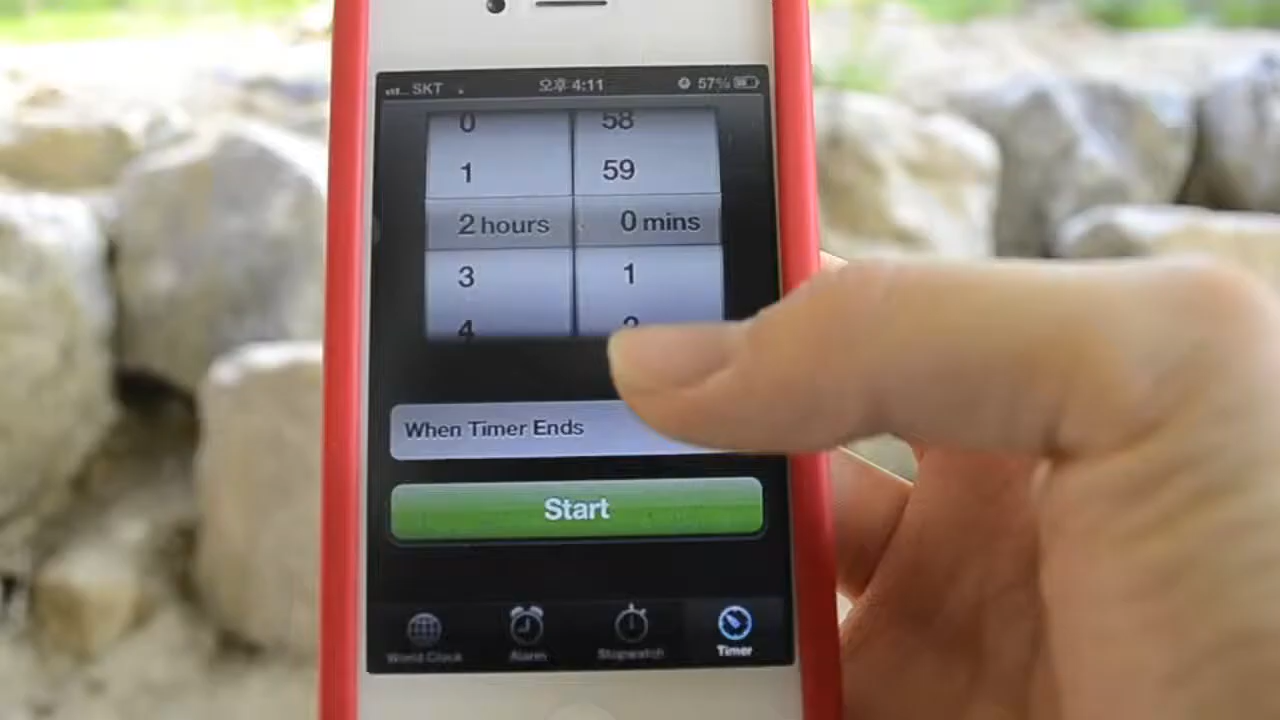 SKT 오후 4:11 57%
0 58
1 59
2 hours 0 mins
3 1
4 2
When Timer Ends
Start
World Clock Alarm Stopwatch Timer